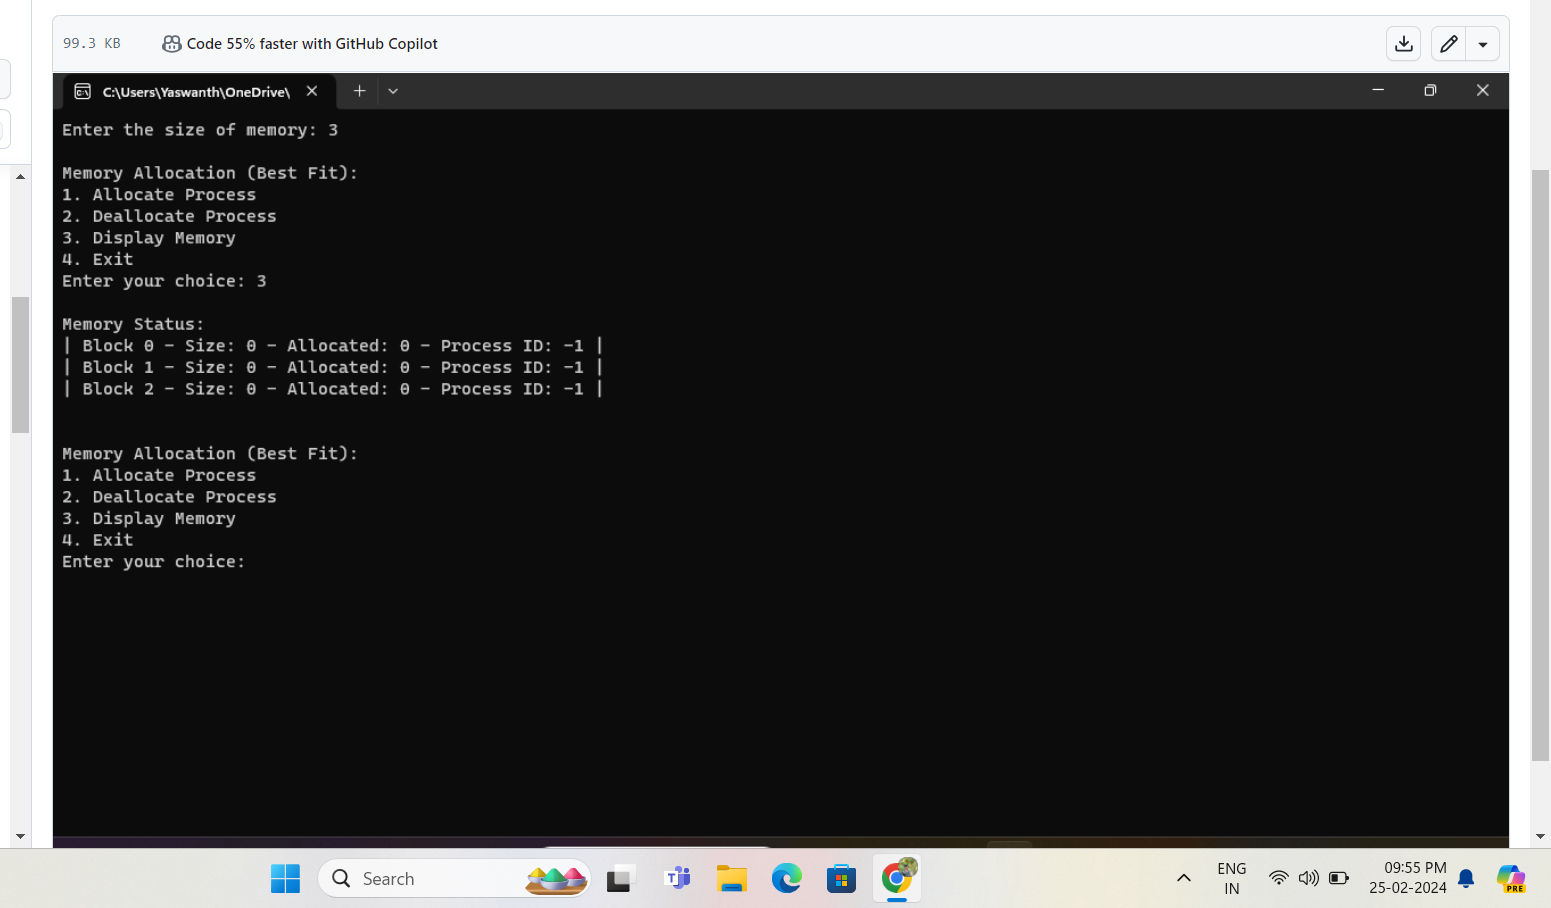 99.3 KB Code 55% faster with GitHub Copilot
C:\Users\Yaswanth\OneDrive\
Enter the size of memory: 3
Memory Allocation (Best Fit):
1. Allocate Process
2. Deallocate Process
3. Display Memory
4. Exit
Enter your choice: 3
Memory Status:
| Block 0 - Size: 0 - Allocated: 0 - Process ID: -1 |
| Block 1 - Size: 0 - Allocated: 0 - Process ID: -1 |
| Block 2 - Size: 0 - Allocated: 0 - Process ID: -1 |
Memory Allocation (Best Fit):
1. Allocate Process
2. Deallocate Process
3. Display Memory
4. Exit
Enter your choice:
Search
ENG
IN
09:55 PM
25-02-2024
PRE